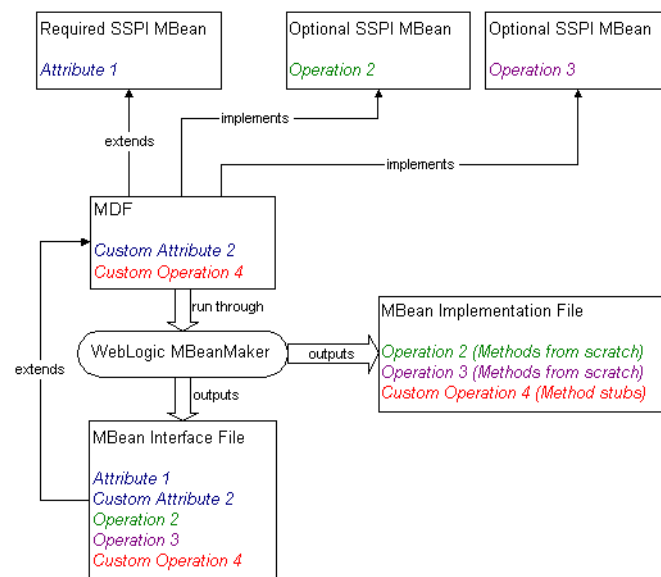 Required SSPI MBean
Attribute 1
Optional SSPI MBean
Operation 2
Optional SSPI MBean
Operation 3
implements
extends
implements
MDF
Custom Attribute 2
Custom Operation 4
run through
WebLogic MBeanMaker
outputs
MBean Implementation File
Operation 2 (Methods from scratch)
Operation 3 (Methods from scratch)
Custom Operation 4 (Method stubs)
extends
outputs
MBean Interface File
Attribute 1
Custom Attribute 2
Operation 2
Operation 3
Custom Operation 4